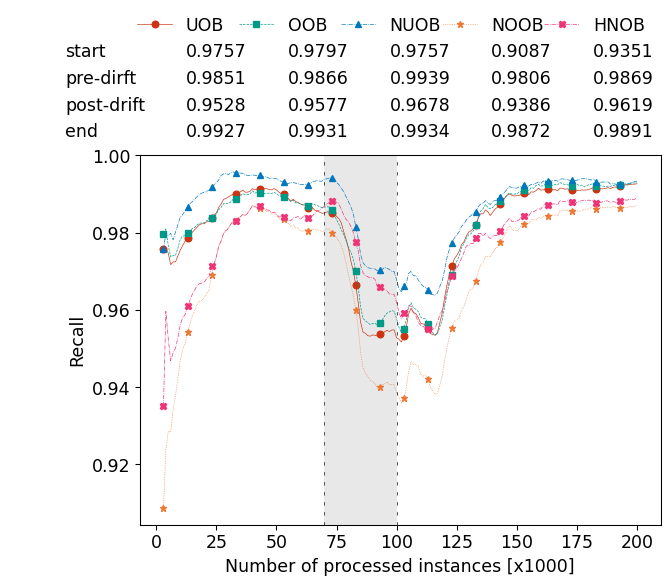 UOB OOB NUOB NOOB HNOB
start 0.9757 0.9797 0.9757 0.9087 0.9351
pre-dirft 0.9851 0.9866 0.9939 0.9806 0.9869
post-drift 0.9528 0.9577 0.9678 0.9386 0.9619
end 0.9927 0.9931 0.9934 0.9872 0.9891
1.00
0.98
0.96
0.94
0.92
Recall
0 25 50 75 100 125 150 175 200
Number of processed instances [x1000]